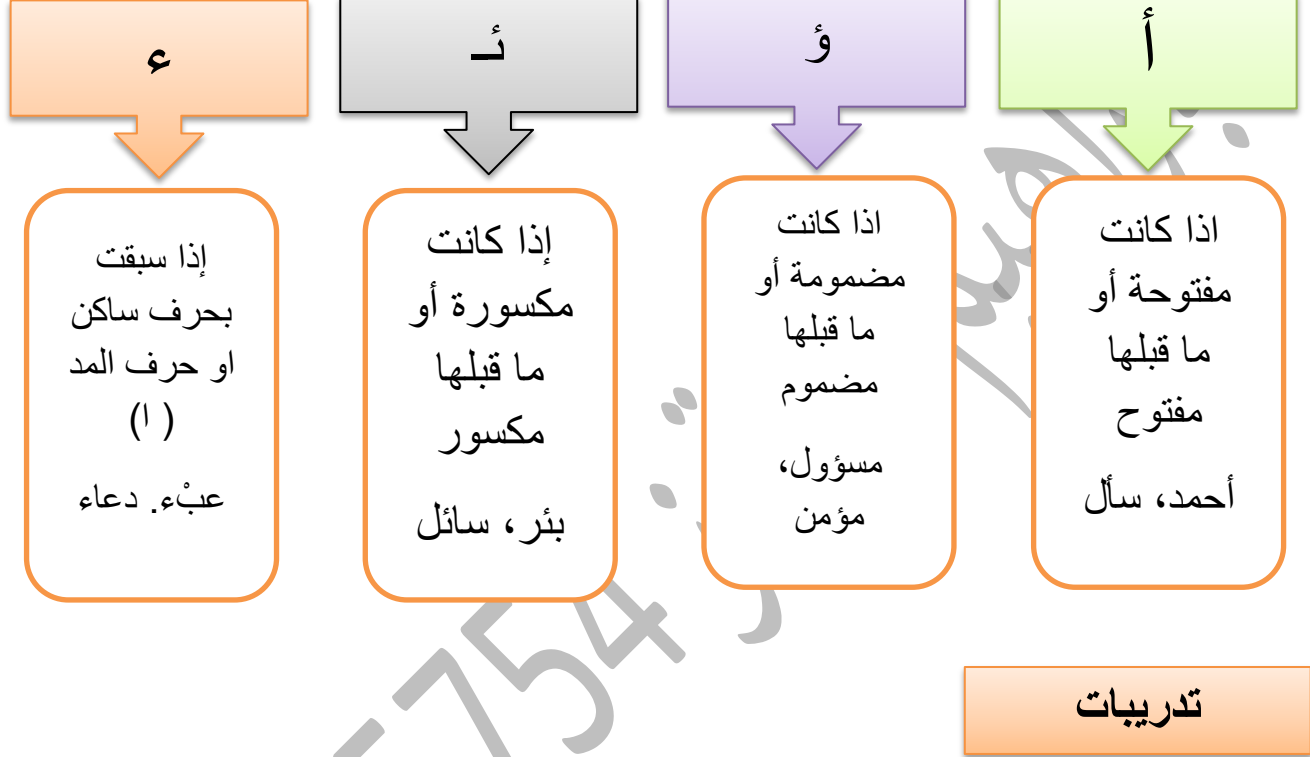 أ
ؤ
ئـ
ء
اذا كانت
مفتوحة أو
ما قبلها
مفتوح
أحمد، سأل
اذا كانت
مضمومة أو
ما قبلها
مضموم
مسؤول،
مؤمن
إذا كانت
مكسورة أو
ما قبلها
مكسور
بئر، سائل
إذا سبقت
بحرف ساكن
او حرف المد
( ا)
عبْء. دعاء
تدريبات